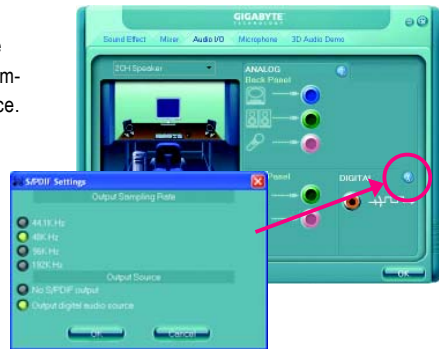 GIGABYTE
TECHNOLOGY
Sound Effect Mixer Audio I/O Microphone 3D Audio Demo
2CH Speaker
ANALOG
Back Panel
Panel
DIGITAL
OK
m-
ce.
S/PDIF Settings
Output Sampling Rate
44.1K Hz
48K Hz
96K Hz
192K Hz
Output Source
No S/PDIF output
Output digital audio source
OK Cancel